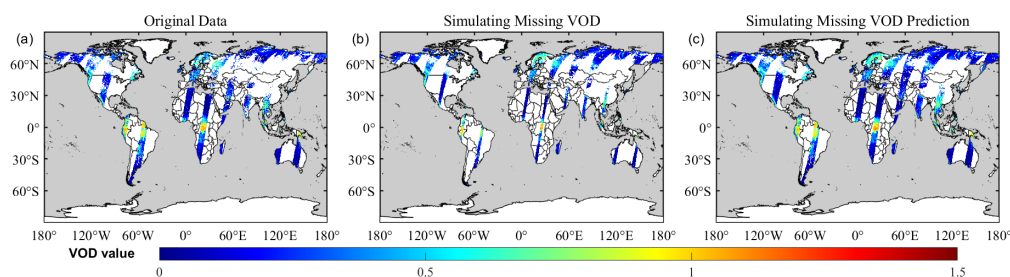 Original Data
Simulating Missing VOD
Simulating Missing VOD Prediction
(a)
(b)
(c)
60°N
30°N
0°
30°S
60°S
60°N
30°N
0°
30°S
60°S
60°N
30°N
0°
30°S
60°S
180° 120°W 60°W 0° 60°E 120°E 180°
180° 120°W 60°W 0° 60°E 120°E 180°
180° 120°W 60°W 0° 60°E 120°E 180°
VOD value
0 0.5 1 1.5